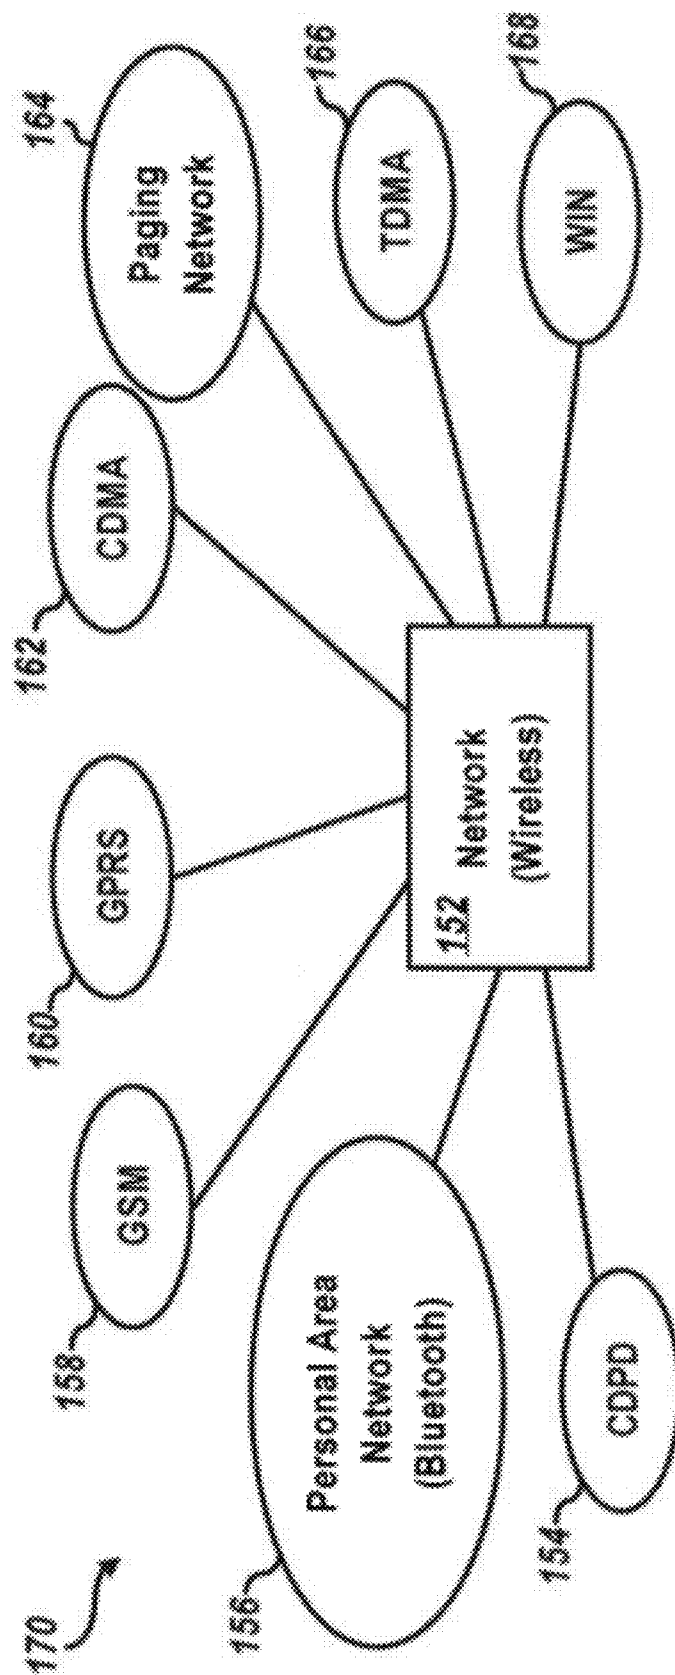 170
156
Personal Area
Network
(Bluetooth)
154
CDPD
158
GSM
160
GPRS
162
CDMA
164
Paging
Network
166
TDMA
168
WIN
152
Network
(Wireless)